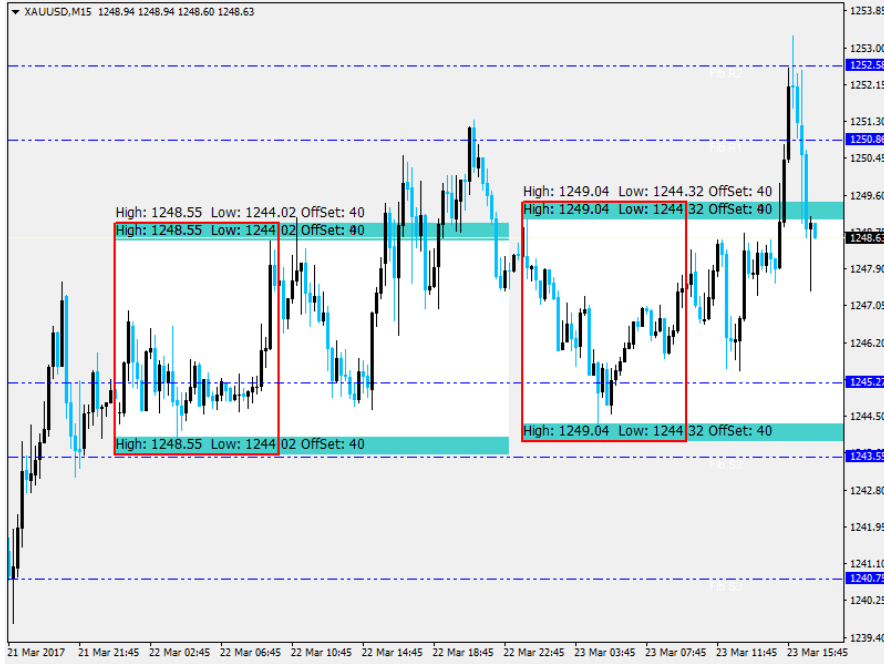 XAUUSD,M15 1248.94 1248.94 1248.60 1248.63
1253.85
1253.00
1252.58
Fib R2
1252.15
1251.30
1250.86
1250.45
1249.60
High: 1249.04 Low: 1244.32 OffSet: 40
High: 1249.04 Low: 1244.32 OffSet: 40
High: 1248.55 Low: 1244.02 OffSet: 40
High: 1248.55 Low: 1244.02 OffSet: 40
1248.63
1247.90
1247.05
1246.20
1245.27
1244.50
High: 1249.04 Low: 1244.32 OffSet: 40
High: 1248.55 Low: 1244.02 OffSet: 40
Fib S2
1242.80
1241.95
1241.10
1240.75
1240.25
1239.40
21 Mar 2017 21 Mar 21:45 22 Mar 02:45 22 Mar 06:45 22 Mar 10:45 22 Mar 14:45 22 Mar 18:45 22 Mar 22:45 23 Mar 03:45 23 Mar 07:45 23 Mar 11:45 23 Mar 15:45